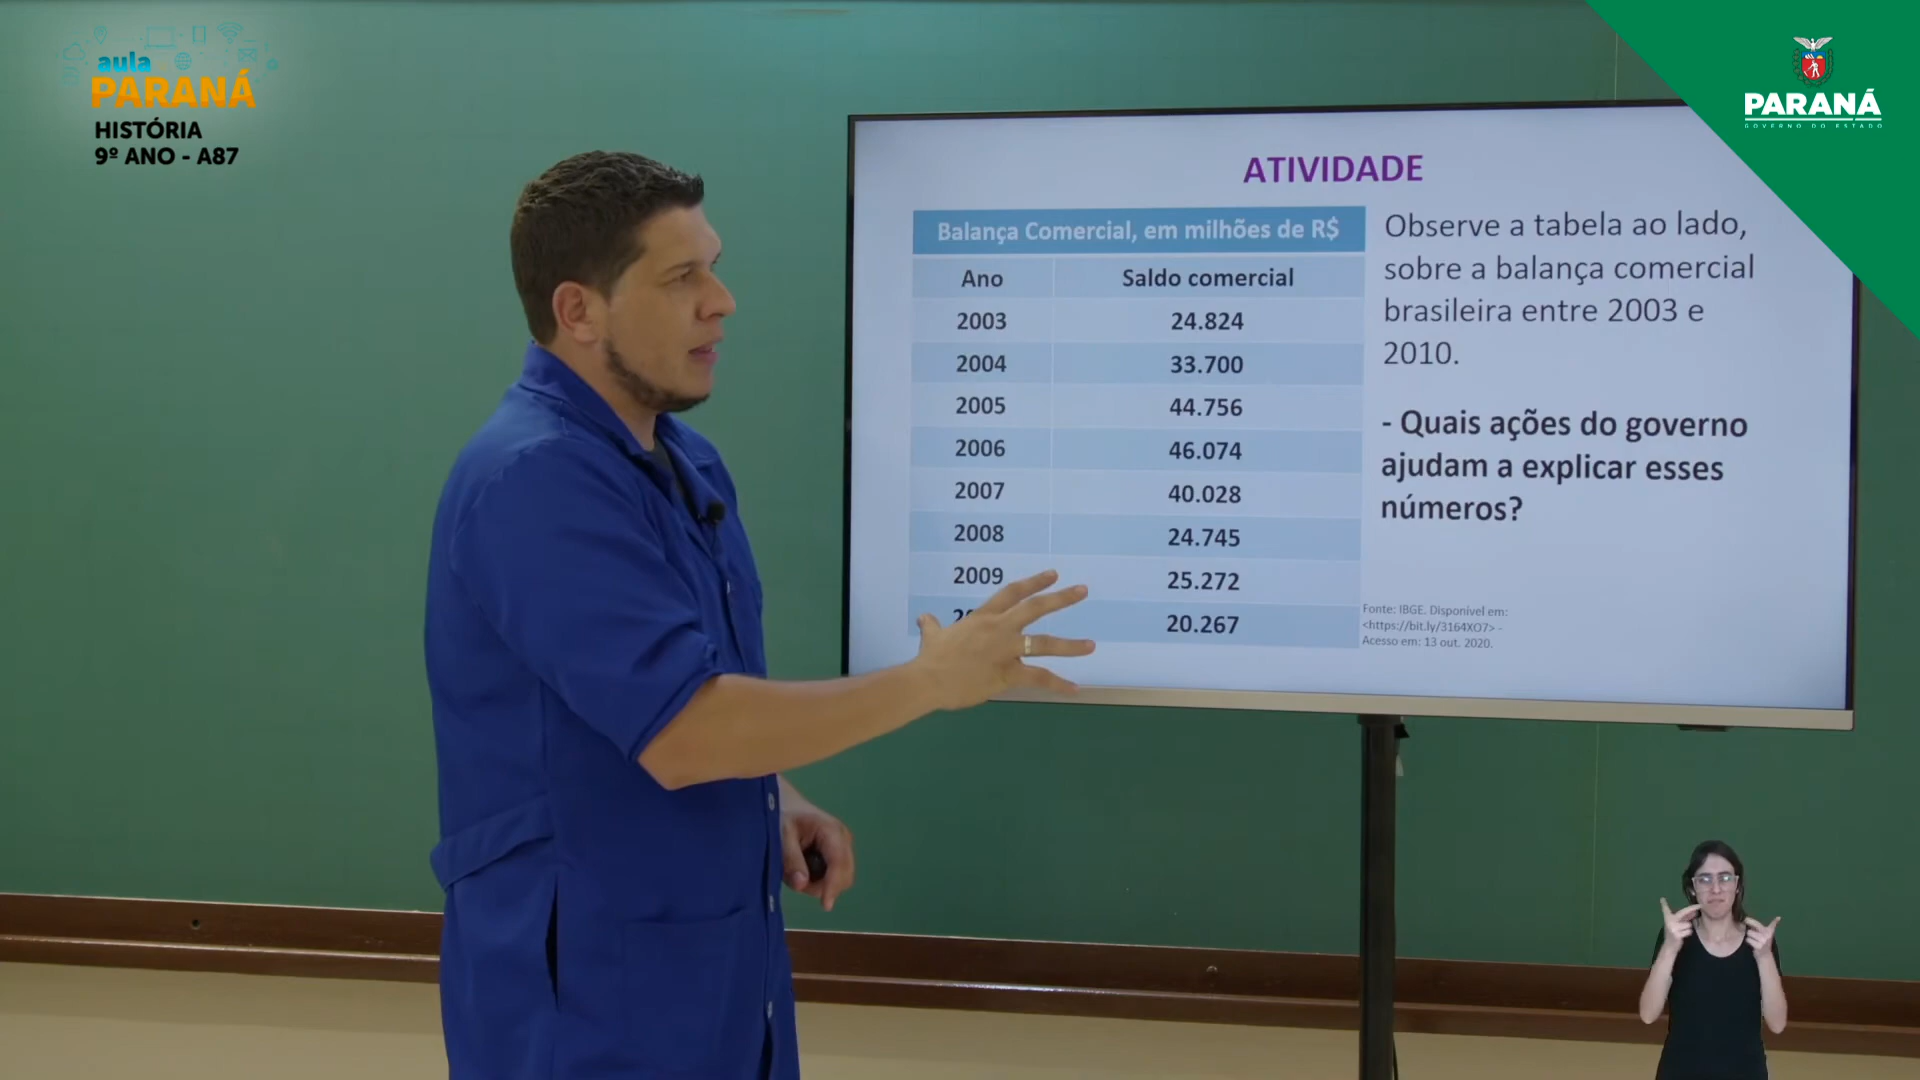 aula
PARANÁ
HISTÓRIA
9º ANO - A87
PARANÁ
GOVERNO DO ESTADO
ATIVIDADE
Balança Comercial, em milhões de R$
Ano Saldo comercial
2003 24.824
2004 33.700
2005 44.756
2006 46.074
2007 40.028
2008 24.745
2009 25.272
20.267
Observe a tabela ao lado,
sobre a balança comercial
brasileira entre 2003 e
2010.
- Quais ações do governo
ajudam a explicar esses
números?
Fonte: IBGE. Disponível em:
<https://bit.ly/3164XO7> -
Acesso em: 13 out. 2020.